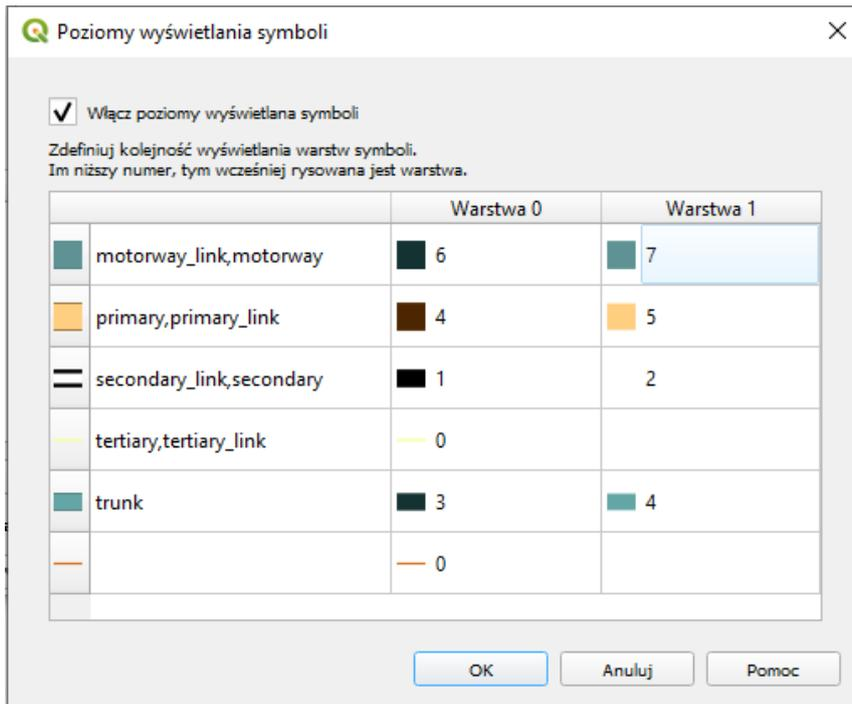 Poziomy wyświetlania symboli
Włącz poziomy wyświetlana symboli
Zdefiniuj kolejność wyświetlania warstw symboli.
Im niższy numer, tym wcześniej rysowana jest warstwa.
Warstwa 0 Warstwa 1
motorway_link,motorway 6 7
primary,primary_link 4 5
secondary_link,secondary 1 2
tertiary,tertiary_link 0
trunk 3 4
0
OK Anuluj Pomoc